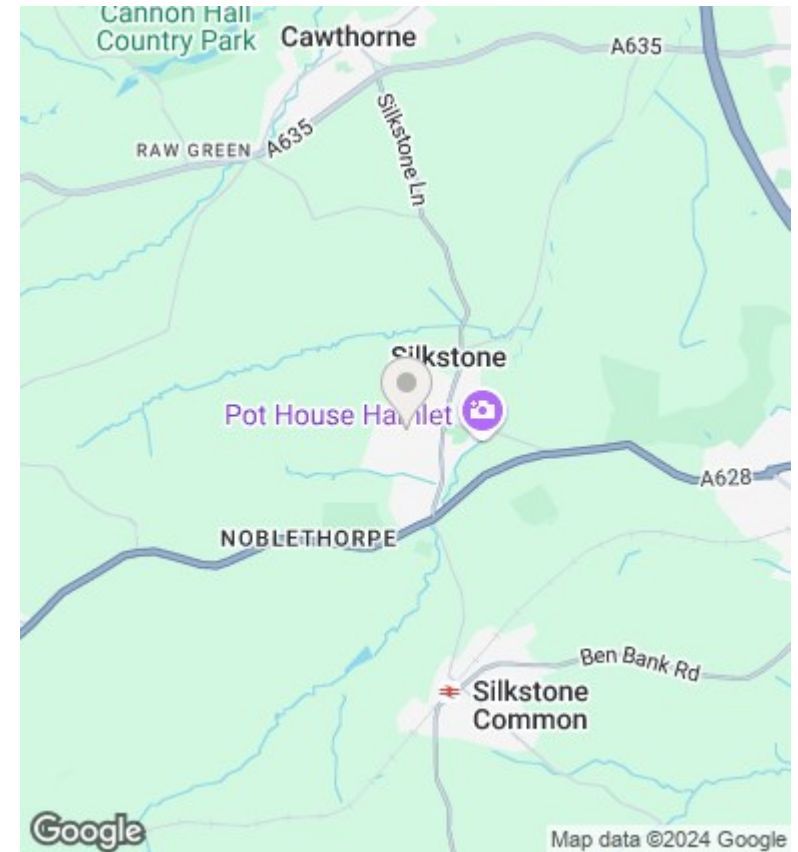 Cannon Hall
Country Park
Cawthorne
A635
Silkstone Ln
RAW GREEN
A635
Silkstone
Pot House Hamlet
A628
NOBLETHORPE
Ben Bank Rd
Silkstone
Common
Google
Map data ©2024 Google